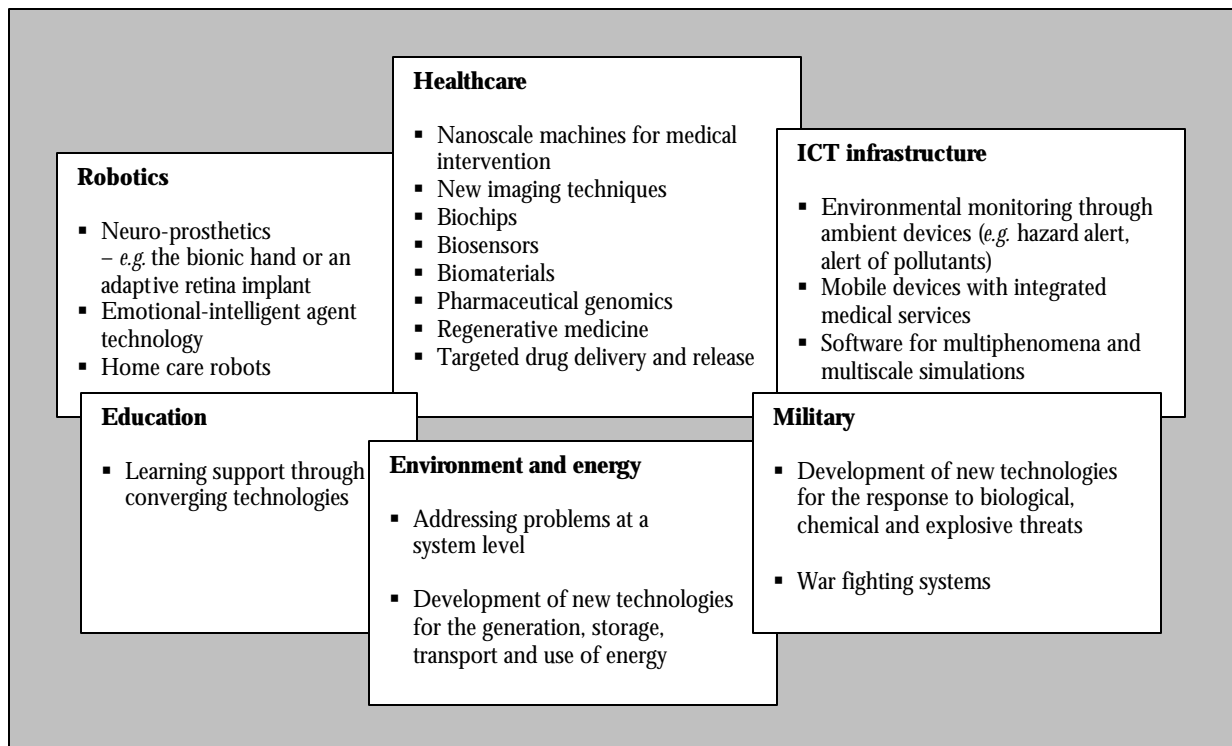 Healthcare
▪ Nanoscale machines for medical
intervention
▪ New imaging techniques
▪ Biochips
▪ Biosensors
▪ Biomaterials
▪ Pharmaceutical genomics
▪ Regenerative medicine
▪ Targeted drug delivery and release
Robotics
▪ Neuro-prosthetics
– e.g. the bionic hand or an
adaptive retina implant
▪ Emotional-intelligent agent
technology
▪ Home care robots
ICT infrastructure
▪ Environmental monitoring through
ambient devices (e.g. hazard alert,
alert of pollutants)
▪ Mobile devices with integrated
medical services
▪ Software for multiphenomena and
multiscale simulations
Education
▪ Learning support through
converging technologies
Environment and energy
▪ Addressing problems at a
system level
▪ Development of new technologies
for the generation, storage,
transport and use of energy
Military
▪ Development of new technologies
for the response to biological,
chemical and explosive threats
▪ War fighting systems